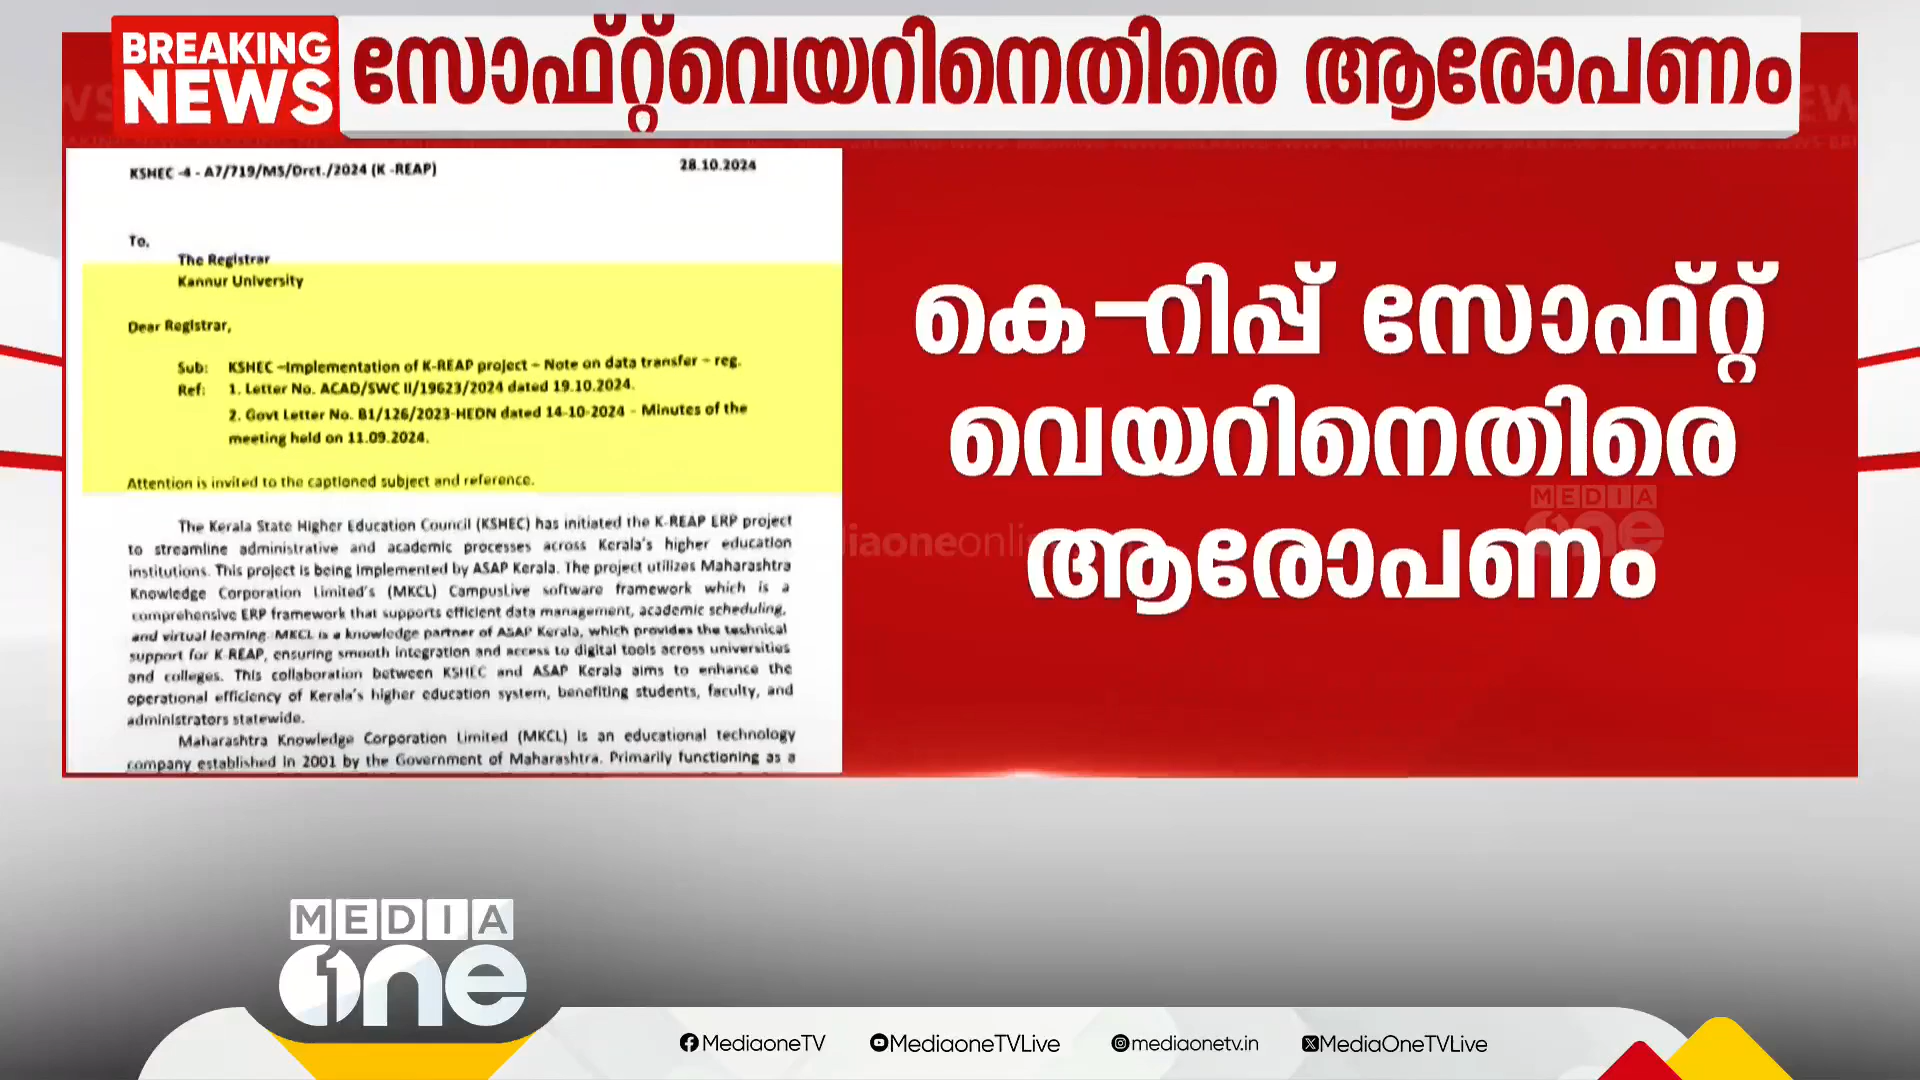 BREAKING
NEWS
സോഫ്റ്റ്‌വെയറിനെതിരെ ആരോപണം
KSHEC -4 - A7/719/MS/Drct./2024 (K -REAP)
28.10.2024
To,
The Registrar
Kannur University
Dear Registrar,
Sub: KSHEC –Implementation of K-REAP project – Note on data transfer – reg.
Ref: 1. Letter No. ACAD/SWC II/19623/2024 dated 19.10.2024.
2. Govt Letter No. B1/126/2023-HEDN dated 14-10-2024 - Minutes of the
meeting held on 11.09.2024.
Attention is invited to the captioned subject and reference.
The Kerala State Higher Education Council (KSHEC) has initiated the K-REAP ERP project
to streamline administrative and academic processes across Kerala's higher education
institutions. This project is being implemented by ASAP Kerala. The project utilizes Maharashtra
Knowledge Corporation Limited's (MKCL) CampusLive software framework which is a
comprehensive ERP framework that supports efficient data management, academic scheduling,
and virtual learning. MKCL is a knowledge partner of ASAP Kerala, which provides the technical
support for K-REAP, ensuring smooth integration and access to digital tools across universities
and colleges. This collaboration between KSHEC and ASAP Kerala aims to enhance the
operational efficiency of Kerala's higher education system, benefiting students, faculty, and
administrators statewide.
Maharashtra Knowledge Corporation Limited (MKCL) is an educational technology
company established in 2001 by the Government of Maharashtra. Primarily functioning as a
കെ-റിപ്പ് സോഫ്റ്റ്
വെയറിനെതിരെ
ആരോപണം
MEDIA
one
MEDIA
one
MediaoneTV
MediaoneTVLive
mediaonetv.in
MediaOneTVLive